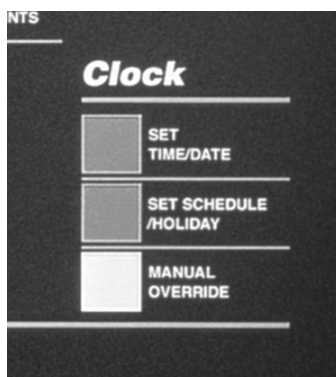 NTS
Clock
SET
TIME/DATE
SET SCHEDULE
/HOLIDAY
MANUAL
OVERRIDE